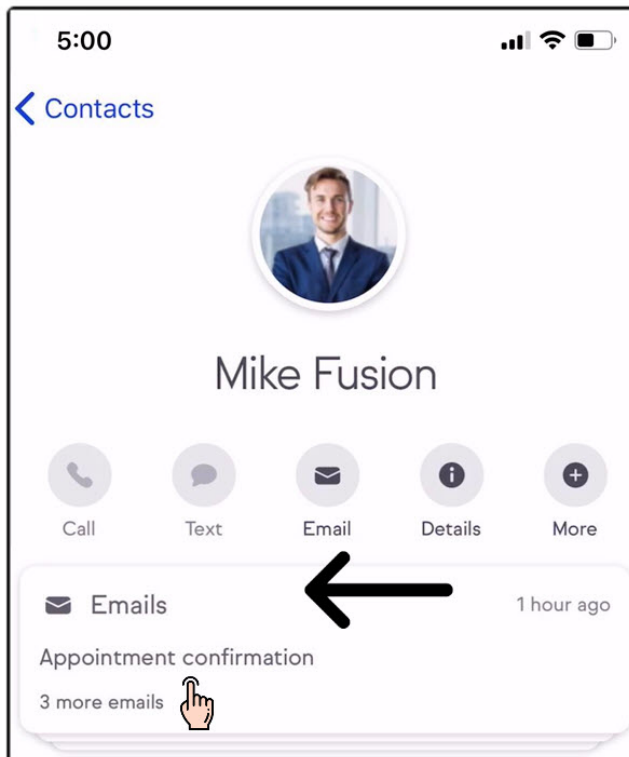 5:00
Contacts
Mike Fusion
Call Text Email Details More
Emails 1 hour ago
Appointment confirmation
3 more emails